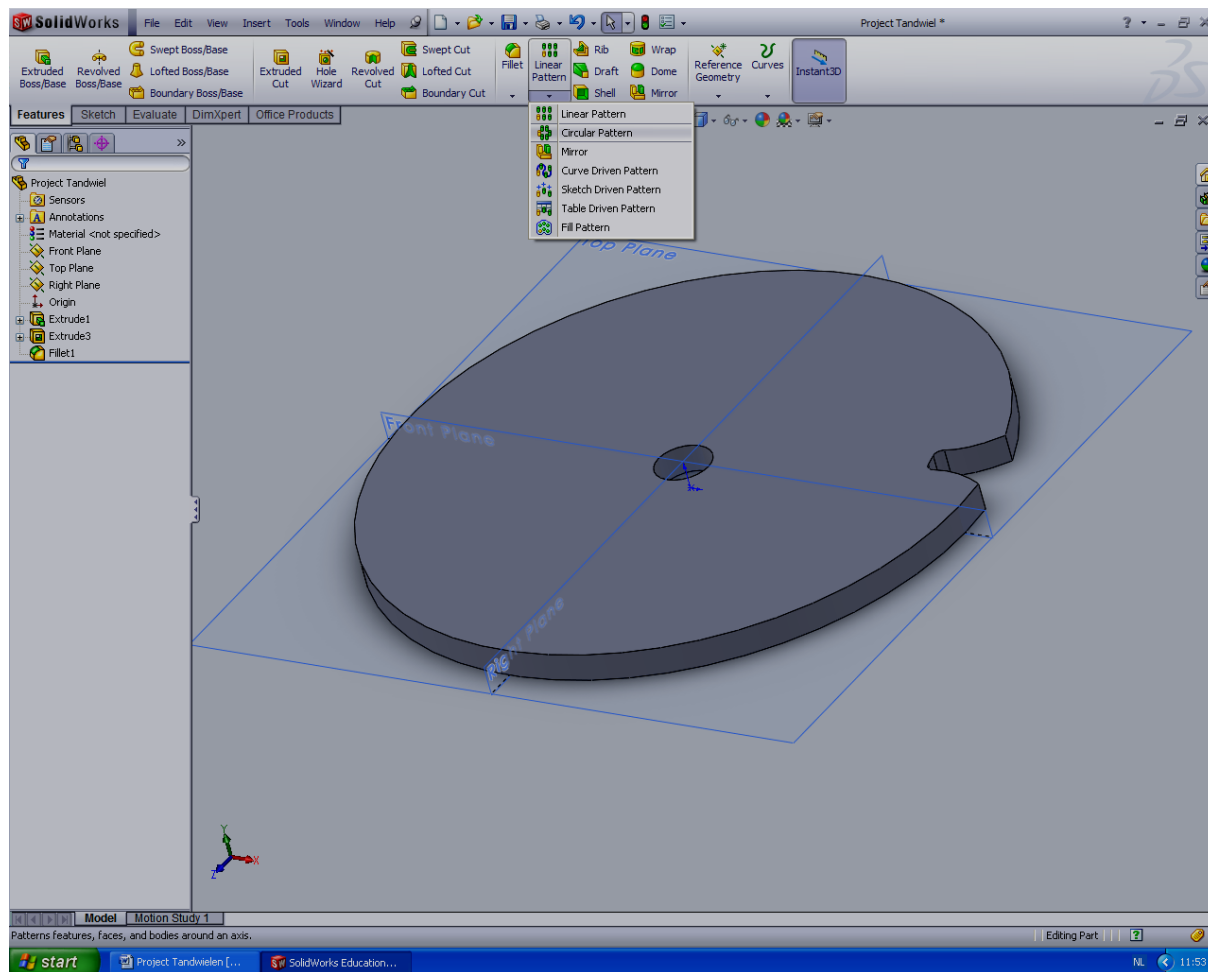 SolidWorks File Edit View Insert Tools Window Help Project Tandwiel *
Extruded Boss/Base
Revolved Boss/Base
Swept Boss/Base
Lofted Boss/Base
Boundary Boss/Base
Extruded Cut
Hole Wizard
Revolved Cut
Swept Cut
Lofted Cut
Boundary Cut
Fillet
Linear Pattern
Rib
Draft
Shell
Wrap
Dome
Mirror
Reference Geometry
Curves
Instant3D
Features Sketch Evaluate DimXpert Office Products
Linear Pattern
Circular Pattern
Mirror
Curve Driven Pattern
Sketch Driven Pattern
Table Driven Pattern
Fill Pattern
Project Tandwiel
Sensors
Annotations
Material <not specified>
Front Plane
Top Plane
Right Plane
Origin
Extrude1
Extrude3
Fillet1
Top Plane
Front Plane
Right Plane
Y
X
Z
Model Motion Study 1
Patterns features, faces, and bodies around an axis.
Editing Part
start Project Tandwielen [... SolidWorks Education... NL 11:53